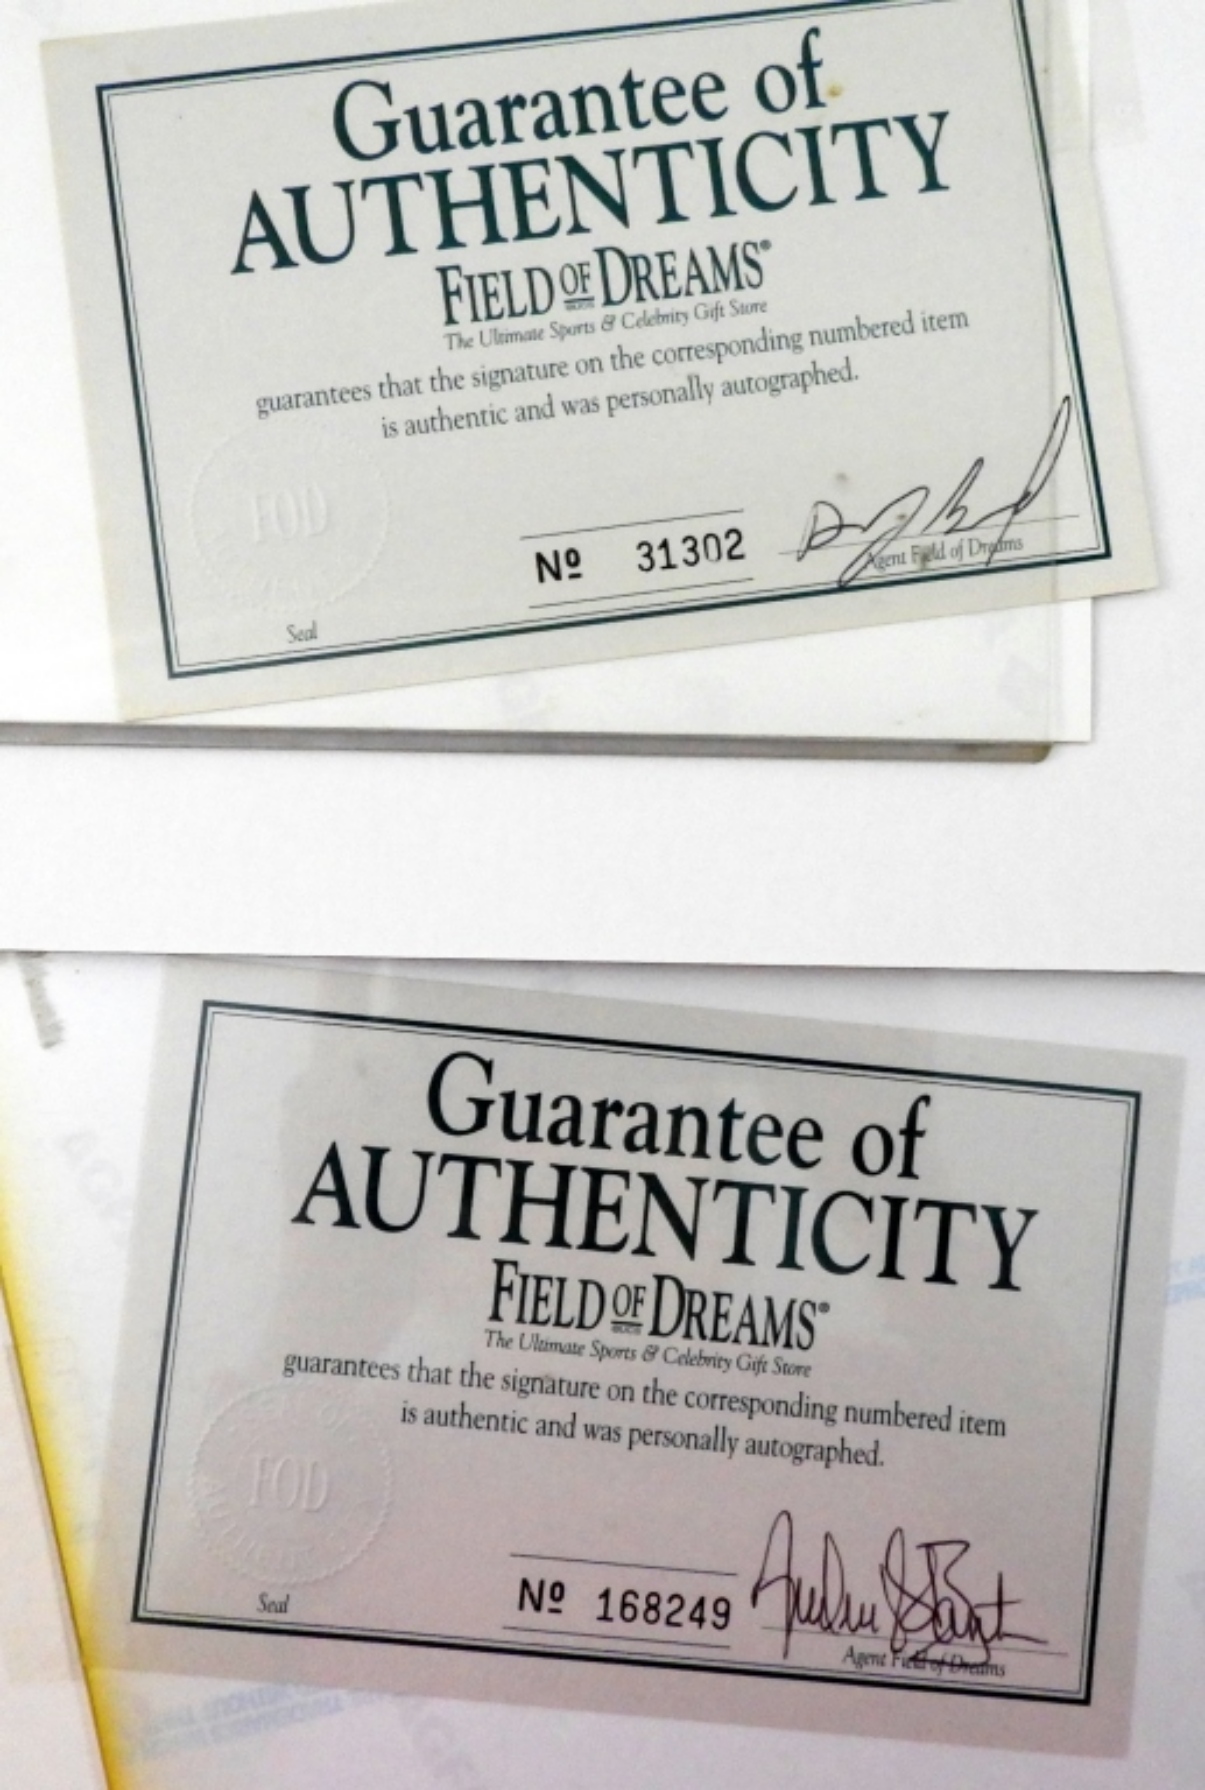 Guarantee of
AUTHENTICITY
FIELD OF DREAMS®
The Ultimate Sports & Celebrity Gift Store
guarantees that the signature on the corresponding numbered item
is authentic and was personally autographed.
FOD
Nº 31302
Agent Field of Dreams
Seal
Guarantee of
AUTHENTICITY
FIELD OF DREAMS®
The Ultimate Sports & Celebrity Gift Store
guarantees that the signature on the corresponding numbered item
is authentic and was personally autographed.
FOD
Nº 168249
Seal
Agent Field of Dreams